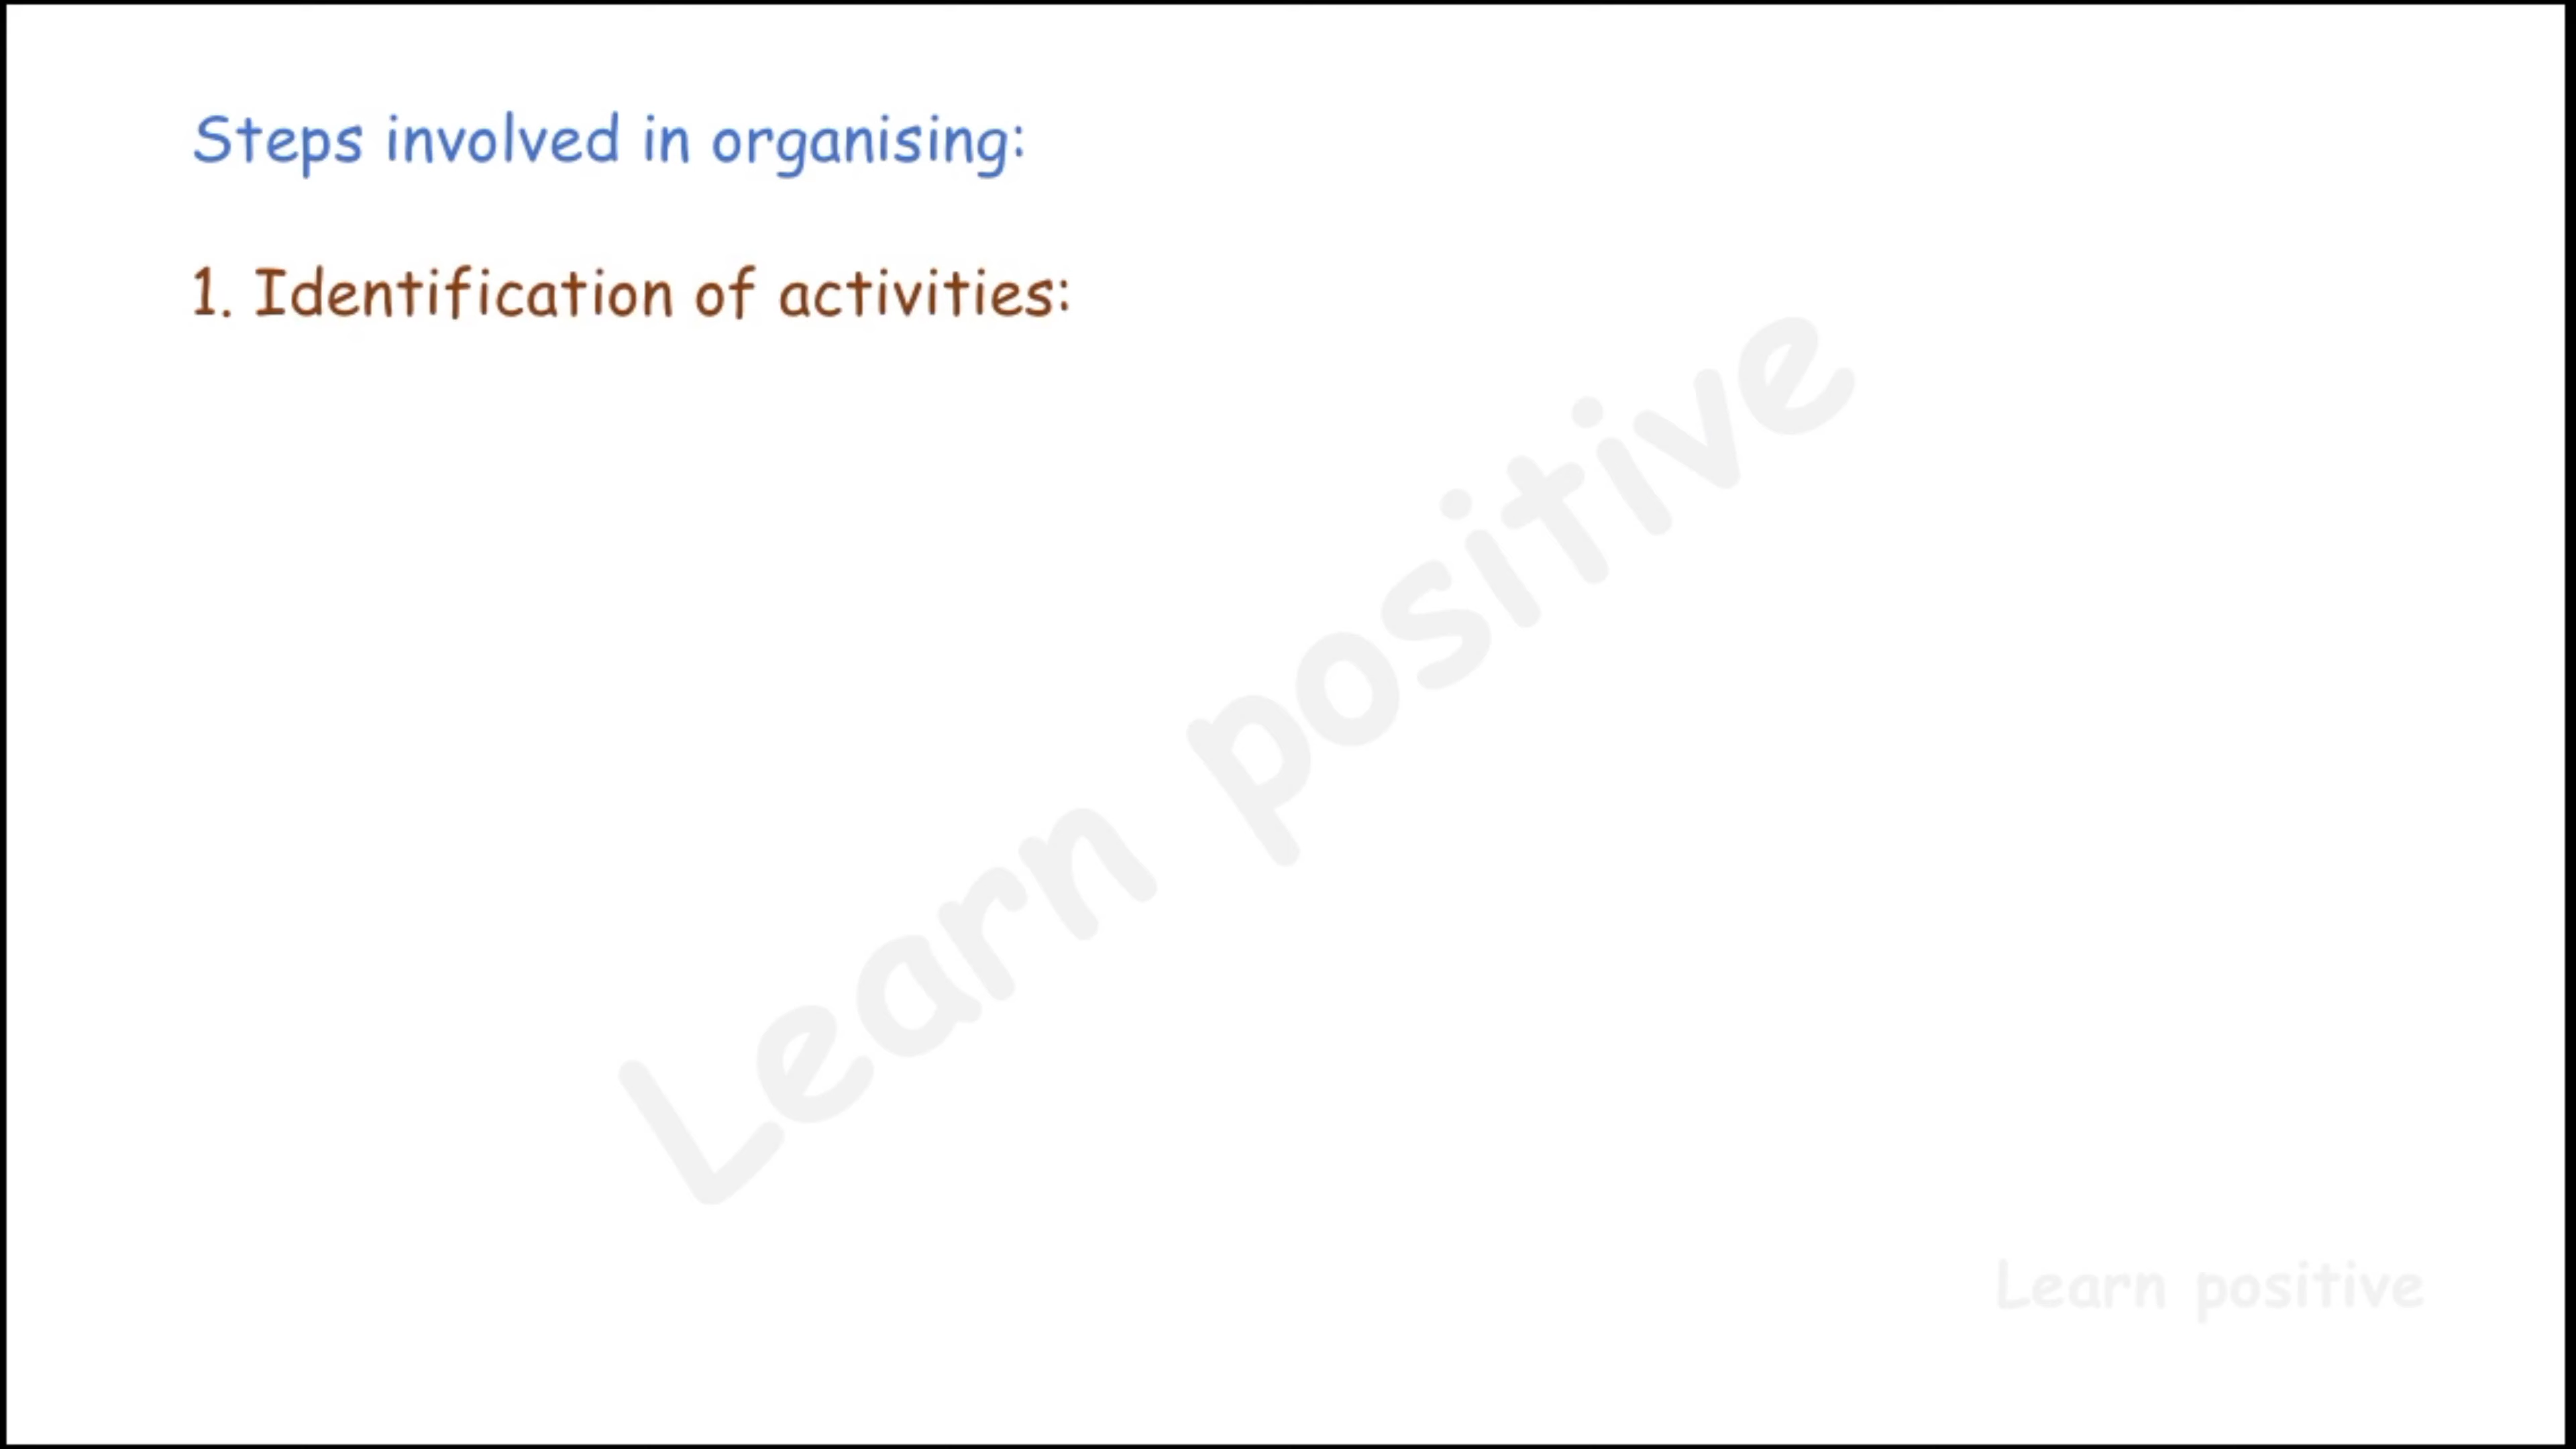 Steps involved in organising:
1. Identification of activities:
Learn positive
Learn positive